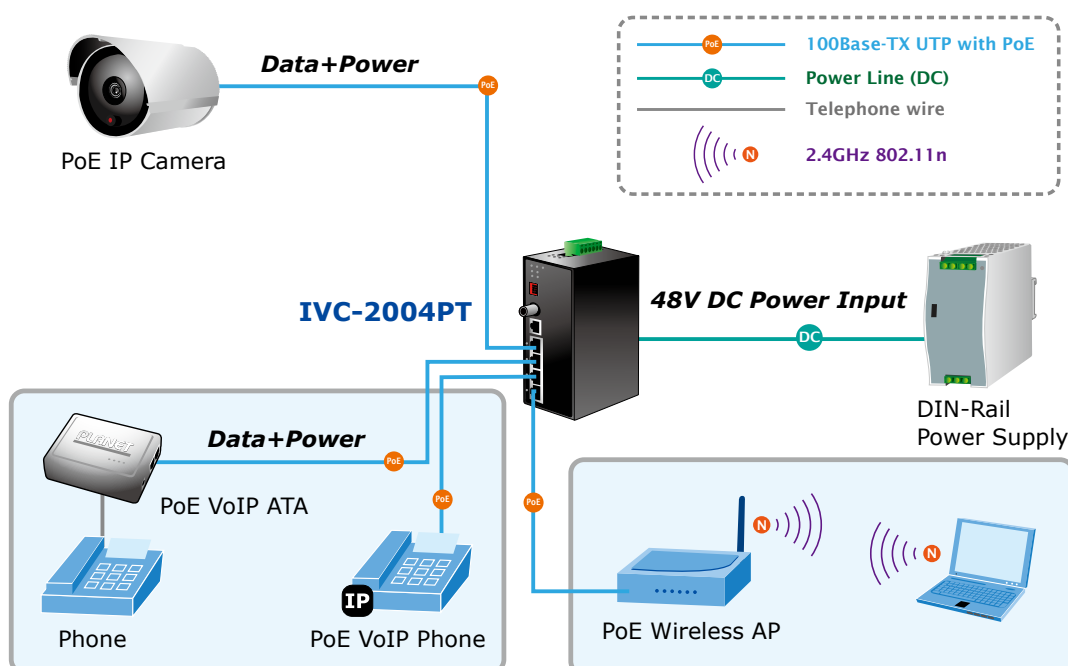 Data+Power
PoE
PoE IP Camera
PoE
100Base-TX UTP with PoE
DC
Power Line (DC)
Telephone wire
N
2.4GHz 802.11n
IVC-2004PT
48V DC Power Input
DC
DIN-Rail
Power Supply
PLANET
Data+Power
PoE
PoE VoIP ATA
PoE
IP
Phone
PoE VoIP Phone
PoE
N
N
PoE Wireless AP